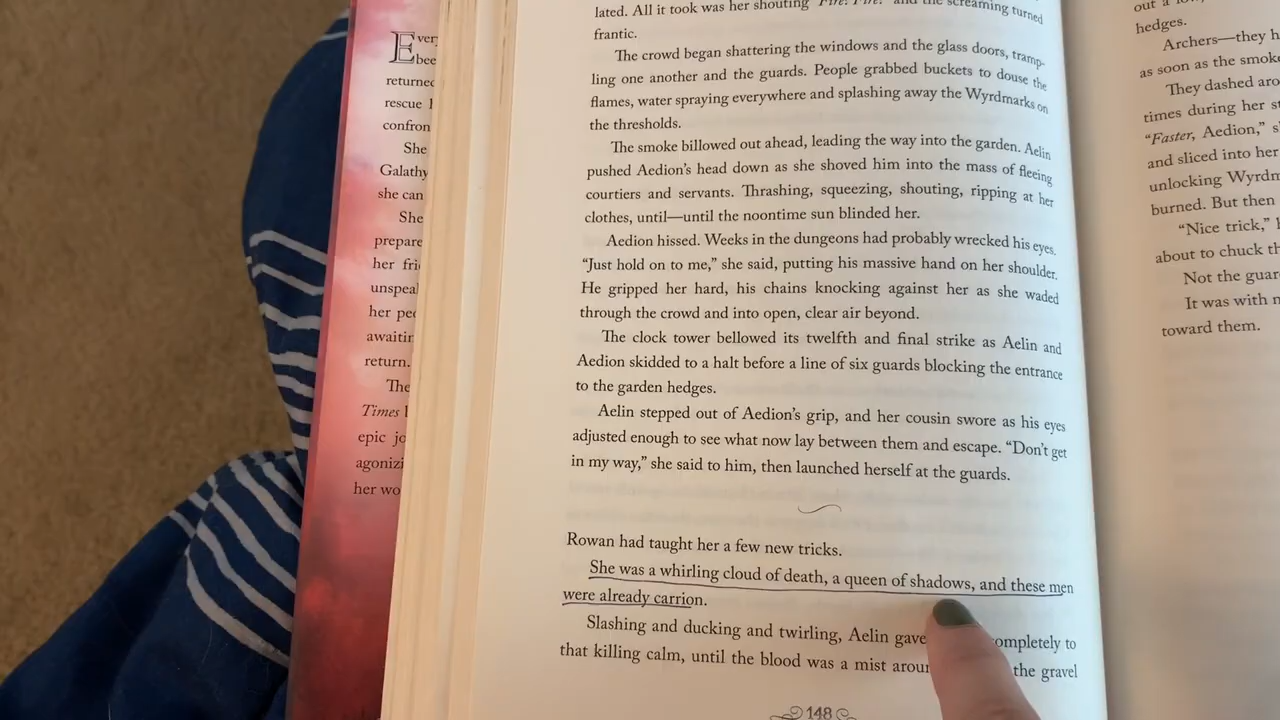 Every
bee
returned
rescue
confron
She
Galathy
she can
She
prepare
her fri
unspeak
her peo
awaitin
return.
The
Times
epic jo
agonizi
her wo
lated. All it took was her shouting "Fire! Fire!" and the screaming turned
frantic.
The crowd began shattering the windows and the glass doors, tramp-
ling one another and the guards. People grabbed buckets to douse the
flames, water spraying everywhere and splashing away the Wyrdmarks on
the thresholds.
The smoke billowed out ahead, leading the way into the garden. Aelin
pushed Aedion's head down as she shoved him into the mass of fleeing
courtiers and servants. Thrashing, squeezing, shouting, ripping at her
clothes, until—until the noontime sun blinded her.
Aedion hissed. Weeks in the dungeons had probably wrecked his eyes.
"Just hold on to me," she said, putting his massive hand on her shoulder.
He gripped her hard, his chains knocking against her as she waded
through the crowd and into open, clear air beyond.
The clock tower bellowed its twelfth and final strike as Aelin and
Aedion skidded to a halt before a line of six guards blocking the entrance
to the garden hedges.
Aelin stepped out of Aedion's grip, and her cousin swore as his eyes
adjusted enough to see what now lay between them and escape. "Don't get
in my way," she said to him, then launched herself at the guards.
Rowan had taught her a few new tricks.
She was a whirling cloud of death, a queen of shadows, and these men
were already carrion.
Slashing and ducking and twirling, Aelin gave completely to
that killing calm, until the blood was a mist the gravel
148
out a
hedges.
Archers—they h
as soon as the smoke
They dashed aro
times during her st
"Faster, Aedion," s
and sliced into her
unlocking Wyrdm
burned. But then
"Nice trick,"
about to chuck th
Not the guar
It was with
toward them.